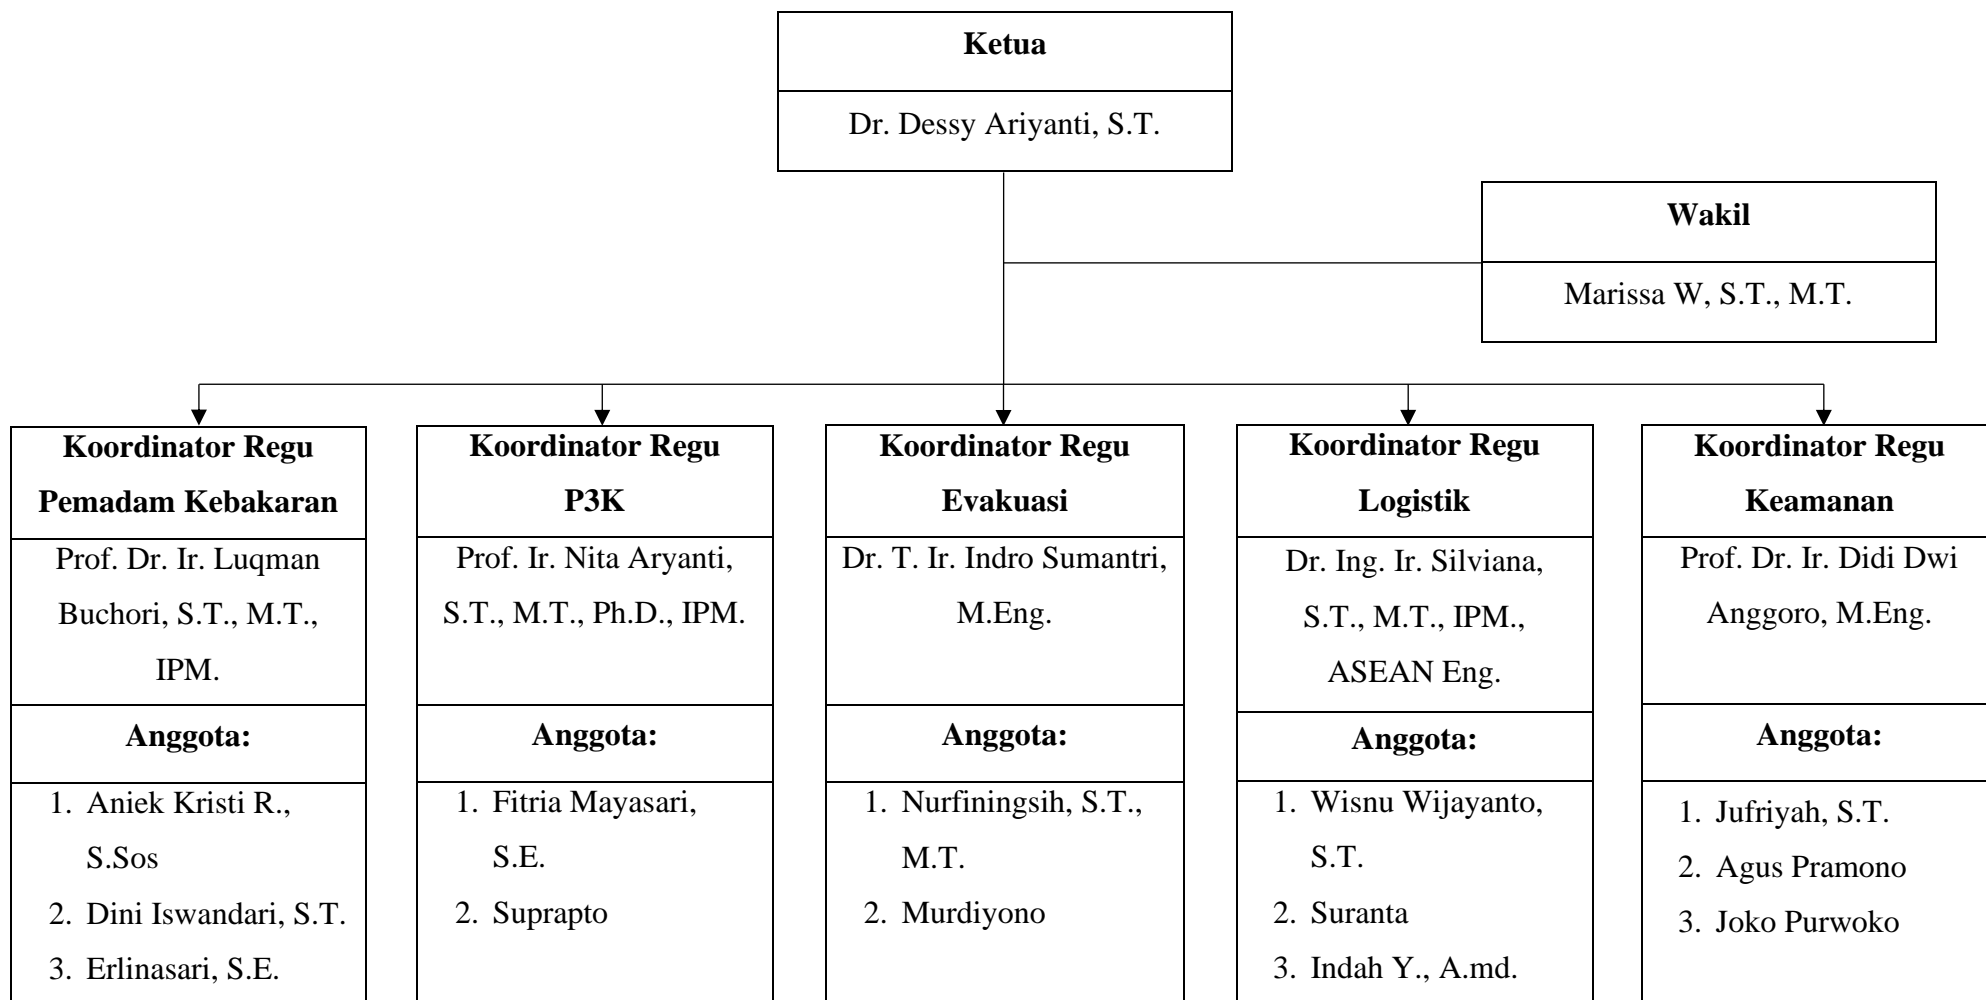 Ketua
Dr. Dessy Ariyanti, S.T.
Wakil
Marissa W, S.T., M.T.
Koordinator Regu
Pemadam Kebakaran
Prof. Dr. Ir. Luqman
Buchori, S.T., M.T.,
IPM.
Anggota:
1. Aniek Kristi R.,
S.Sos
2. Dini Iswandari, S.T.
3. Erlinasari, S.E.
Koordinator Regu
P3K
Prof. Ir. Nita Aryanti,
S.T., M.T., Ph.D., IPM.
Anggota:
1. Fitria Mayasari,
S.E.
2. Suprapto
Koordinator Regu
Evakuasi
Dr. T. Ir. Indro Sumantri,
M.Eng.
Anggota:
1. Nurfiningsih, S.T.,
M.T.
2. Murdiyono
Koordinator Regu
Logistik
Dr. Ing. Ir. Silviana,
S.T., M.T., IPM.,
ASEAN Eng.
Anggota:
1. Wisnu Wijayanto,
S.T.
2. Suranta
3. Indah Y., A.md.
Koordinator Regu
Keamanan
Prof. Dr. Ir. Didi Dwi
Anggoro, M.Eng.
Anggota:
1. Jufriyah, S.T.
2. Agus Pramono
3. Joko Purwoko